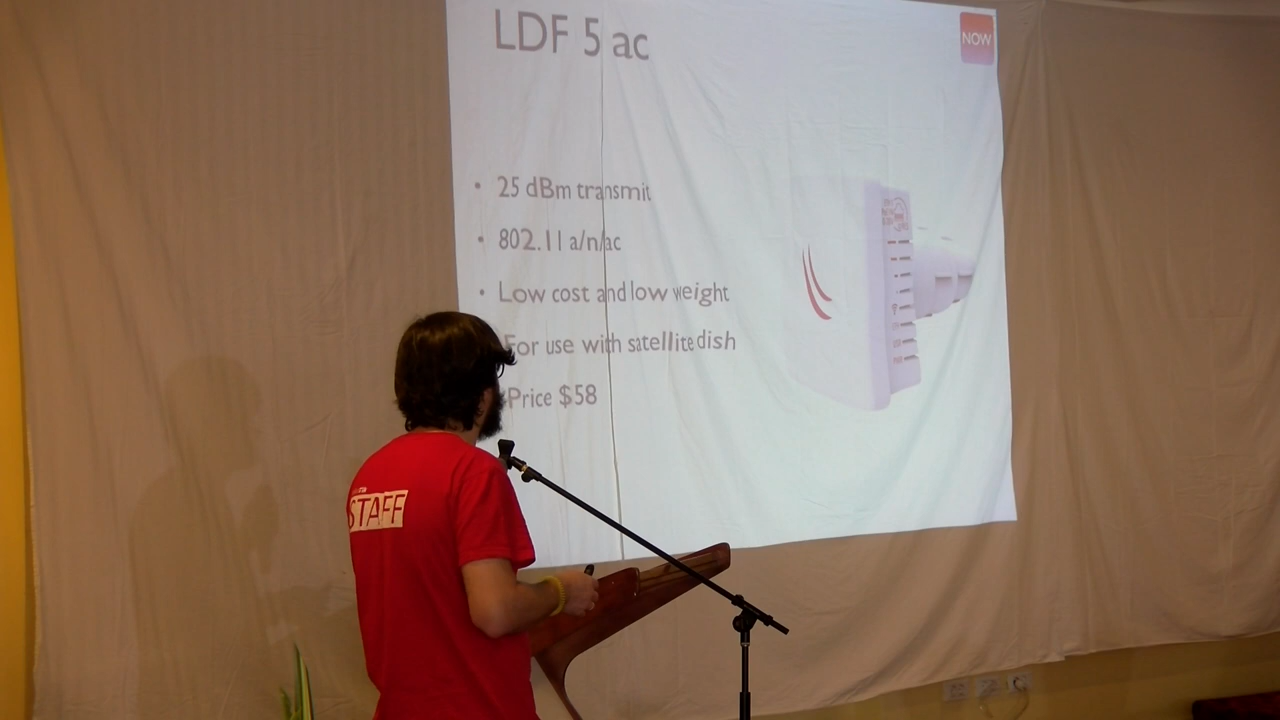 LDF 5 ac
NOW
• 25 dBm transmit
• 802.11 a/n/ac
• Low cost and low weight
For use with satellite dish
Price $58
STAFF